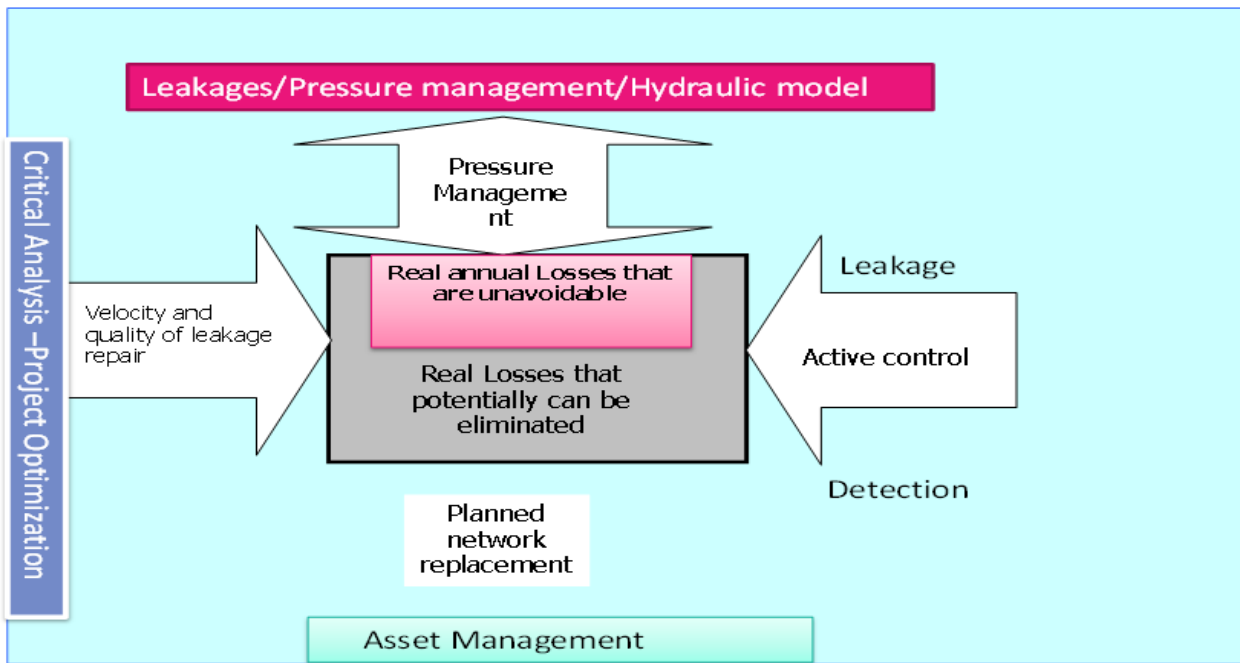 Leakages/Pressure management/Hydraulic model
Critical Analysis –Project Optimization
Pressure
Manageme
nt
Velocity and
quality of leakage
repair
Real annual Losses that
are unavoidable
Real Losses that
potentially can be
eliminated
Leakage
Active control
Detection
Planned
network
replacement
Asset Management